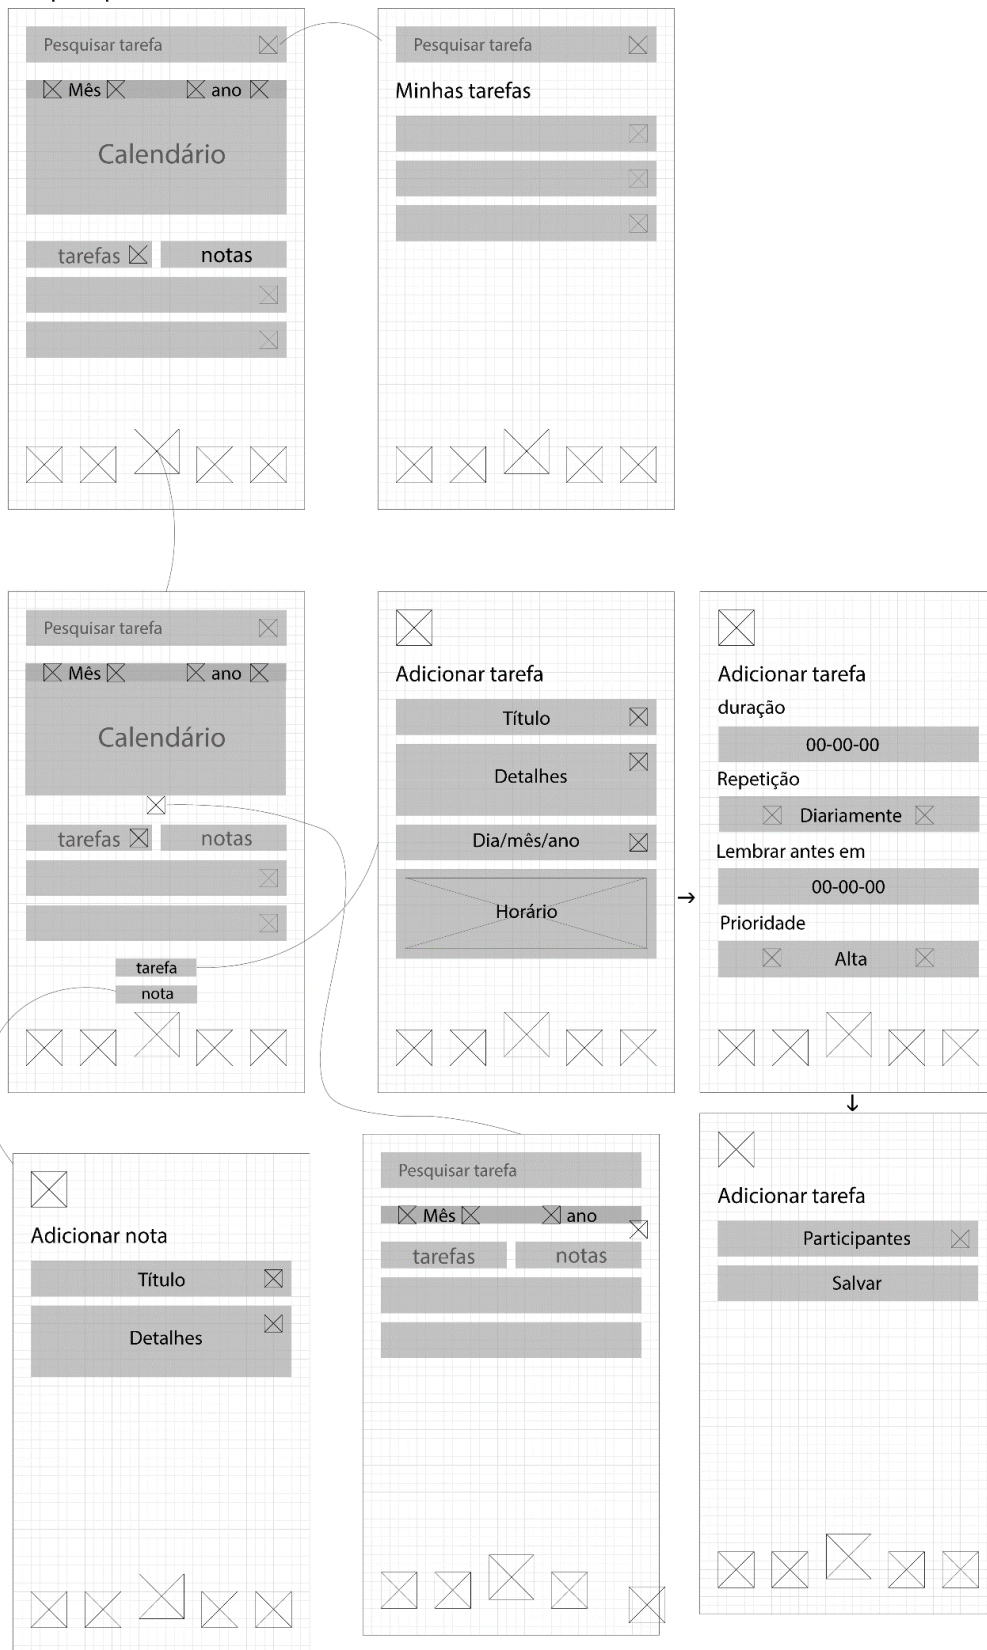 Pesquisar tarefa
Mês ano
Calendário
tarefas notas
Pesquisar tarefa
Minhas tarefas
Pesquisar tarefa
Mês ano
Calendário
tarefas notas
tarefa
nota
Adicionar tarefa
Título
Detalhes
Dia/mês/ano
Horário
→
Adicionar tarefa
duração
00-00-00
Repetição
Diariamente
Lembrar antes em
00-00-00
Prioridade
Alta
↓
Adicionar nota
Título
Detalhes
Pesquisar tarefa
Mês ano
tarefas notas
Adicionar tarefa
Participantes
Salvar